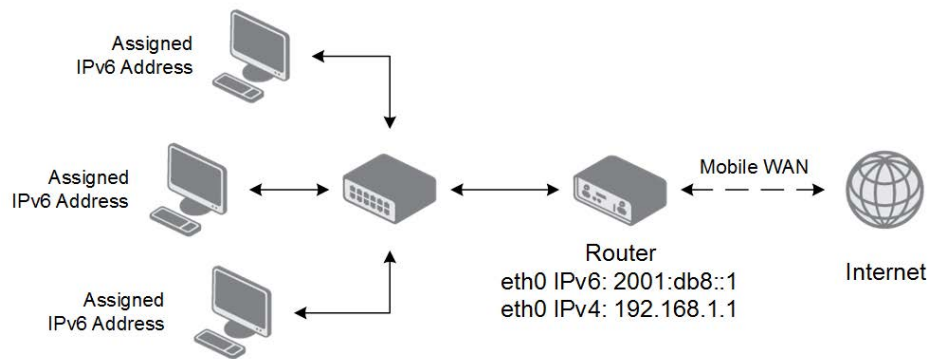 Assigned
IPv6 Address
Assigned
IPv6 Address
Assigned
IPv6 Address
Mobile WAN
Router
eth0 IPv6: 2001:db8::1
eth0 IPv4: 192.168.1.1
Internet